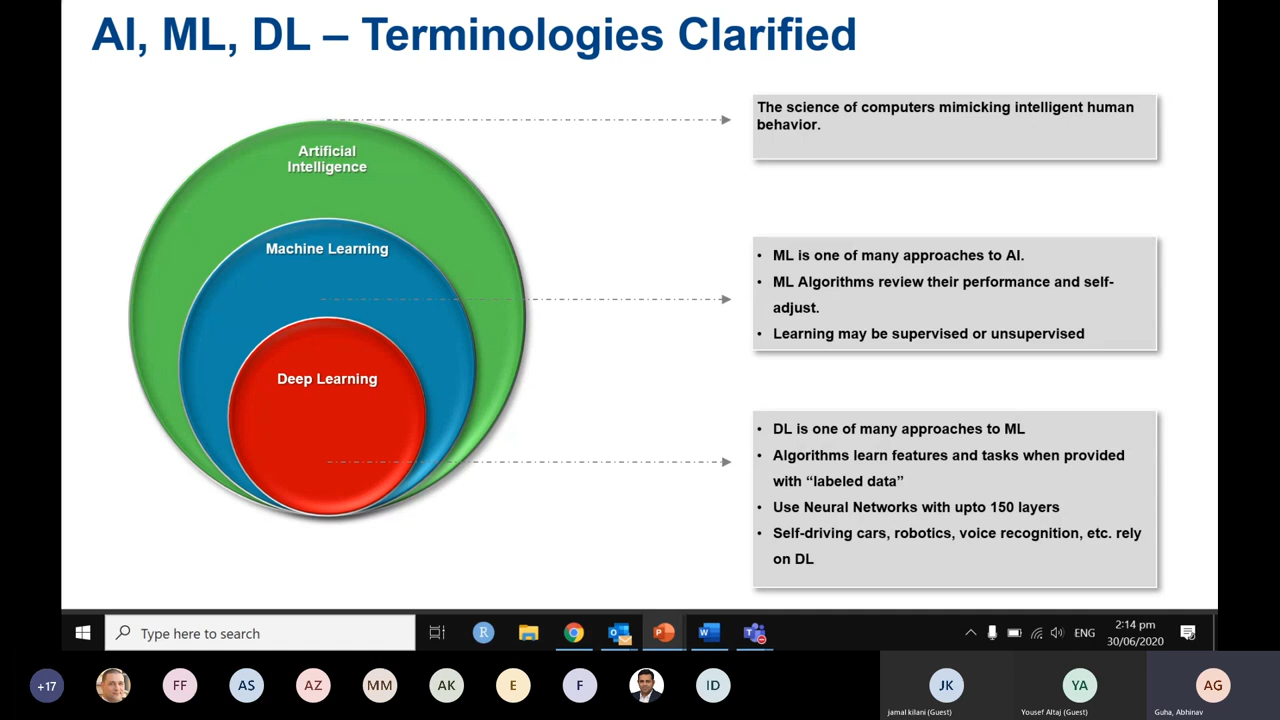 AI, ML, DL – Terminologies Clarified
Artificial
Intelligence
Machine Learning
Deep Learning
The science of computers mimicking intelligent human
behavior.
• ML is one of many approaches to AI.
• ML Algorithms review their performance and self-
adjust.
• Learning may be supervised or unsupervised
• DL is one of many approaches to ML
• Algorithms learn features and tasks when provided
with “labeled data”
• Use Neural Networks with upto 150 layers
• Self-driving cars, robotics, voice recognition, etc. rely
on DL
Type here to search
R
ENG
2:14 pm
30/06/2020
+17
FF
AS
AZ
MM
AK
E
F
ID
JK
jamal kilani (Guest)
YA
Yousef Altaj (Guest)
AG
Guha, Abhinav